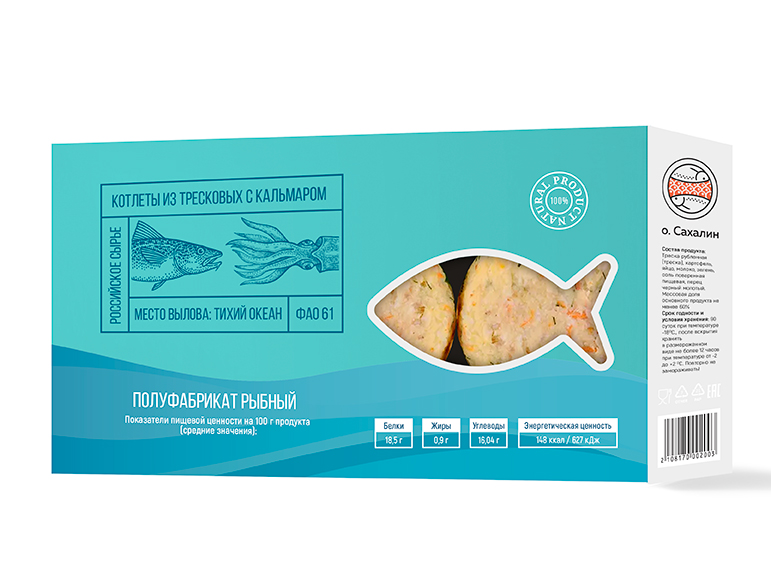 КОТЛЕТЫ ИЗ ТРЕСКОВЫХ С КАЛЬМАРОМ
РОССИЙСКОЕ СЫРЬЕ
МЕСТО ВЫЛОВА: ТИХИЙ ОКЕАН
ФАО 61
NATURAL PRODUCT
100%
ПОЛУФАБРИКАТ РЫБНЫЙ
Показатели пищевой ценности на 100 г продукта
(средние значения):
Белки
18,5 г
Жиры
0,9 г
Углеводы
16,04 г
Энергетическая ценность
148 ккал / 627 кДж
о. Сахалин
Состав продукта:
Треска рубленная
(треска), картофель,
яйцо, молоко, зелень,
соль поваренная
пищевая, перец
черный молотый.
Массовая доля
основного продукта не
менее 60%
Срок годности и
условия хранения: 90
суток при температуре
-18°C, после вскрытия
хранить
в размороженном
виде не более 12 часов
при температуре от -2
до +2 °C. Повторно не
замораживать!
EAC
2 108170 002003